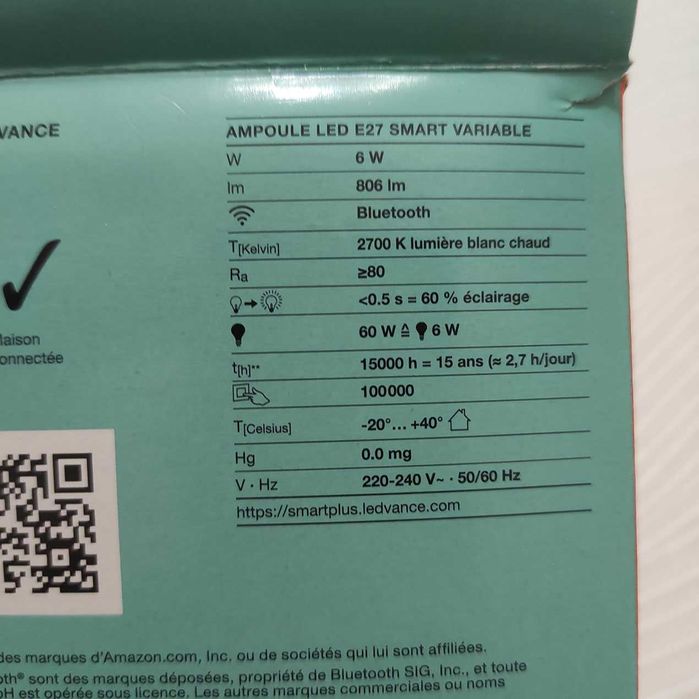 AMPOULE LED E27 SMART VARIABLE
W 6 W
lm 806 lm
Bluetooth
T[Kelvin] 2700 K lumière blanc chaud
Ra ≥80
<0.5 s = 60 % éclairage
60 W ≙ 6 W
t[h]** 15000 h = 15 ans (≈ 2,7 h/jour)
100000
T[Celsius] -20°... +40°
Hg 0.0 mg
V · Hz 220-240 V~ · 50/60 Hz
https://smartplus.ledvance.com
VANCE
Maison
onnectée
des marques d'Amazon.com, Inc. ou de sociétés qui lui sont affiliées.
oth® sont des marques déposées, propriété de Bluetooth SIG, Inc., et toute
oH est opérée sous licence. Les autres marques commerciales ou noms